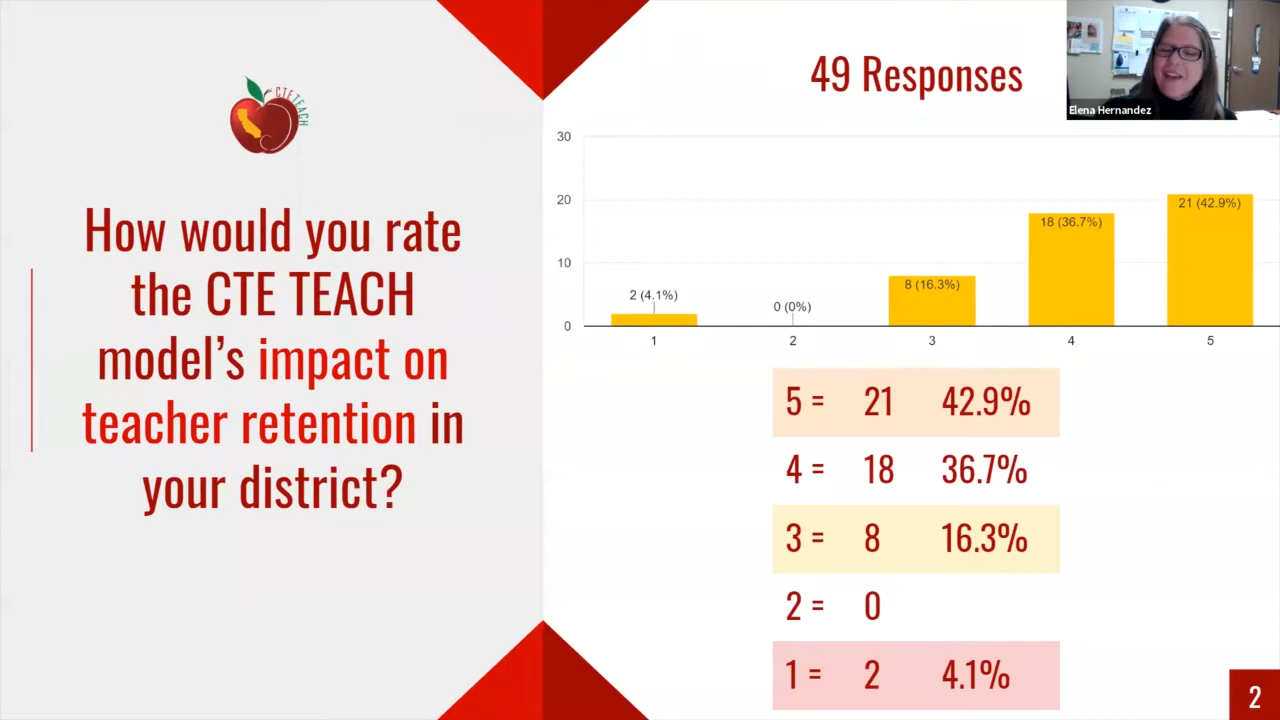 CTE TEACH
How would you rate
the CTE TEACH
model's impact on
teacher retention in
your district?
49 Responses
Elena Hernandez
30
20
10
0
2 (4.1%)
0 (0%)
8 (16.3%)
18 (36.7%)
21 (42.9%)
1 2 3 4 5
5 = 21 42.9%
4 = 18 36.7%
3 = 8 16.3%
2 = 0
1 = 2 4.1%
2